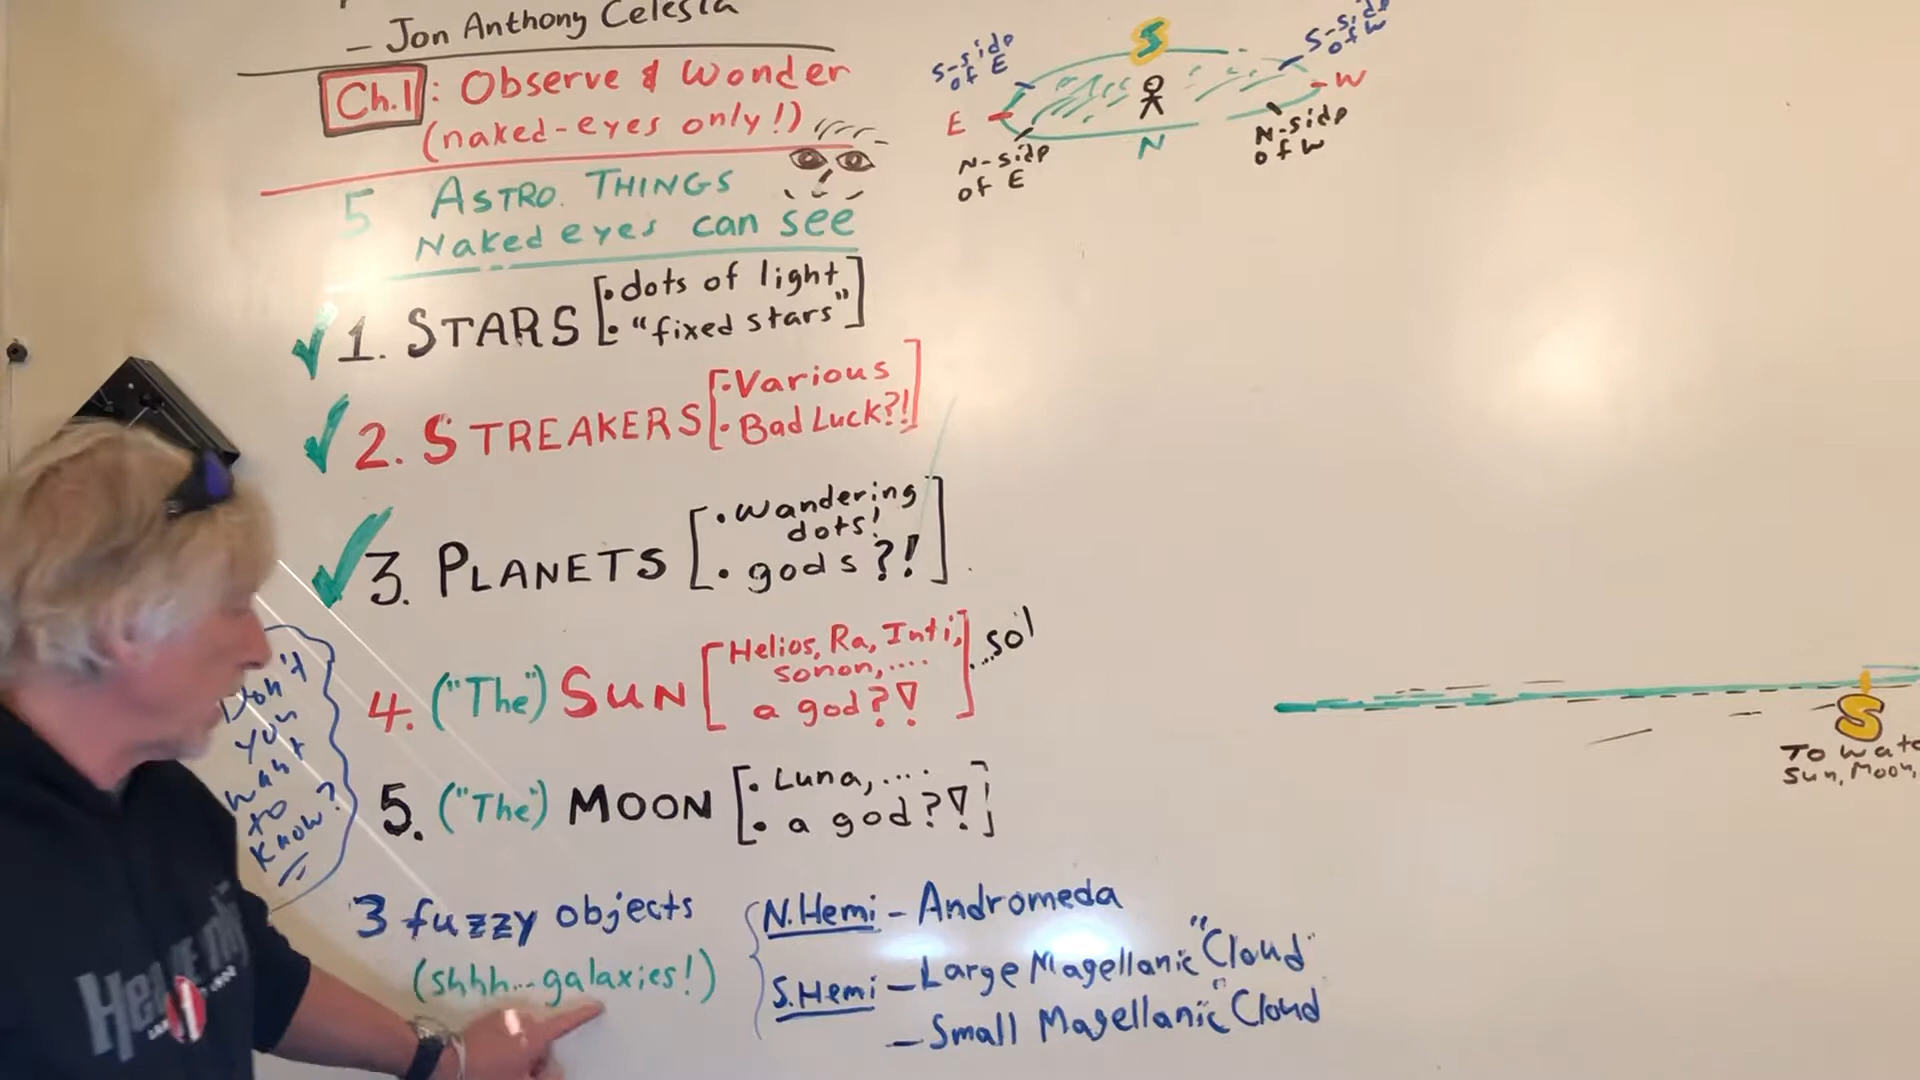 – Jon Anthony Celesta
Ch.1: Observe & Wonder
(naked-eyes only!)
5 ASTRO. THINGS
Naked eyes can see
1. STARS [• dots of light
• "fixed stars"]
2. STREAKERS [• Various
• Bad Luck?!]
3. PLANETS [• wandering
dots!
• gods?!]
4. ("The") SUN [Helios, Ra, Inti,
sonon, ....
a god?!] ...sol
5. ("The") MOON [• Luna, ....
• a god?!]
Don't
you
want
to
know?
3 fuzzy objects
(shhh...galaxies!)
N.Hemi – Andromeda
S.Hemi – Large Magellanic "Cloud"
– Small Magellanic "Cloud
S
S-side
of E
S-side
of W
E
W
N
N-side
of E
N-side
of W
S
To watc
Sun, Moon,